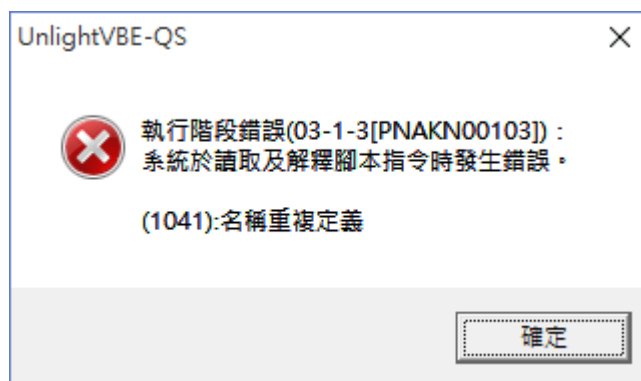 UnlightVBE-QS
執行階段錯誤(03-1-3[PNAKN00103])：
系統於讀取及解釋腳本指令時發生錯誤。
(1041):名稱重複定義
確定